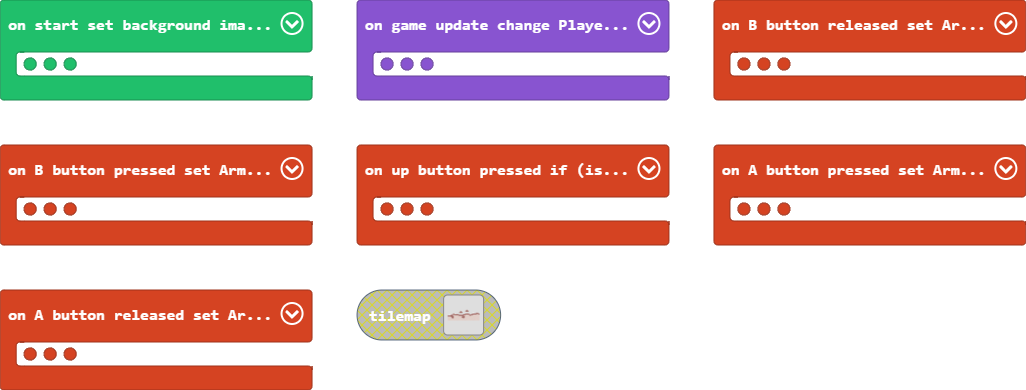 on start set background ima...
on game update change Playe...
on B button released set Ar...
on B button pressed set Arm...
on up button pressed if (is...
on A button pressed set Arm...
on A button released set Ar...
tilemap